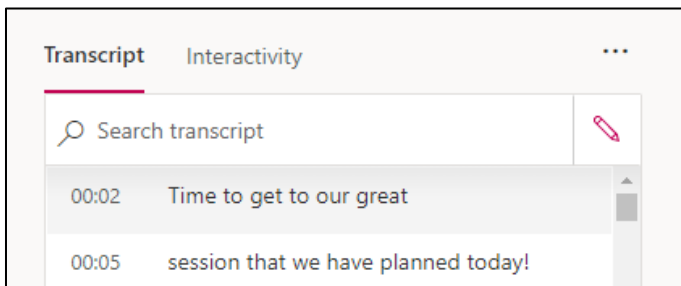 Transcript Interactivity ...
Search transcript
00:02 Time to get to our great
00:05 session that we have planned today!